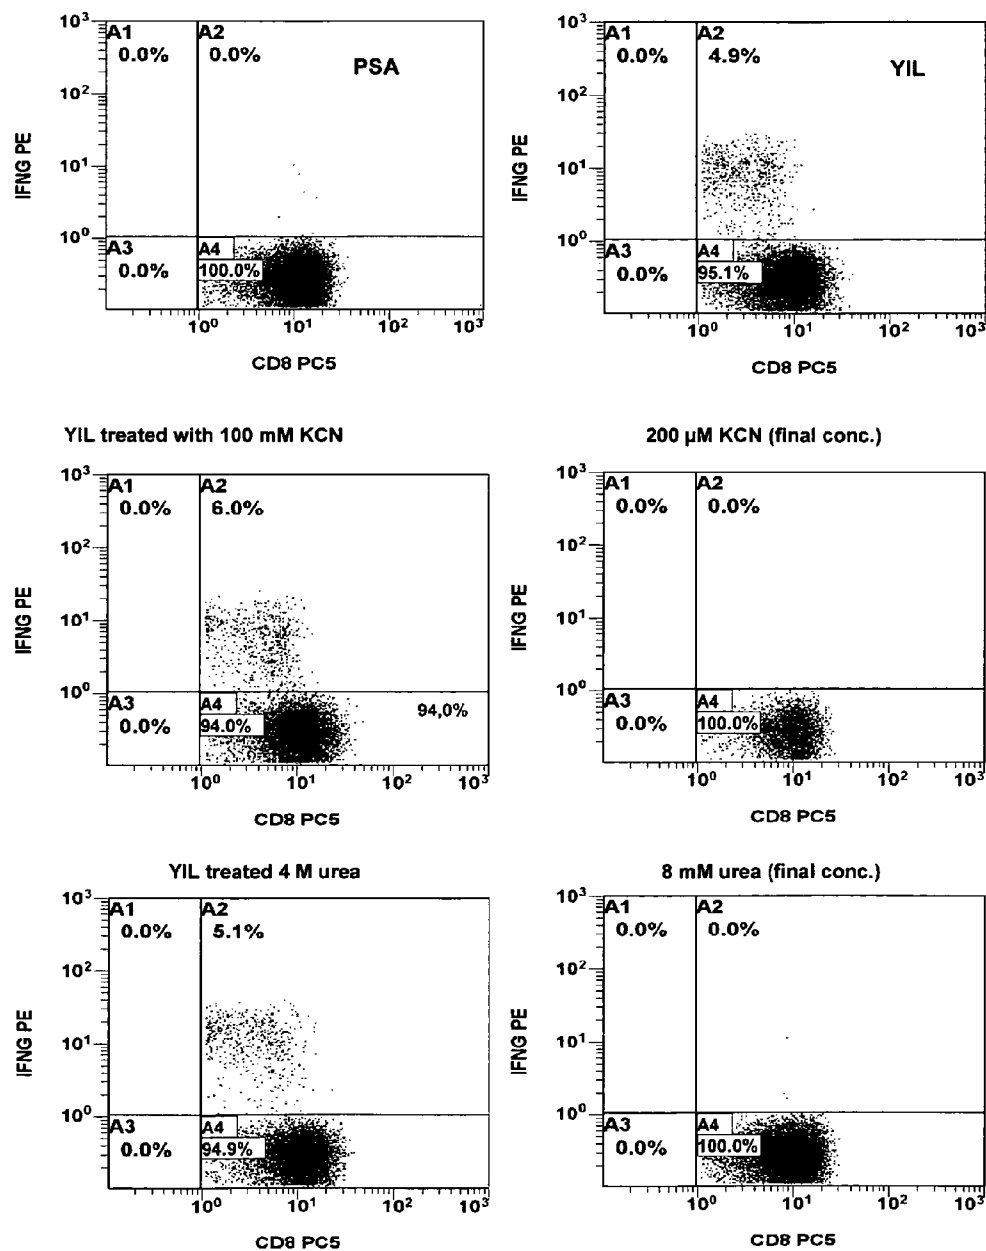 10³
A1
A2
0.0%
0.0%
PSA
10²
10¹
10⁰
A3
A4
0.0%
100.0%
10⁰
10¹
10²
10³
IFNG PE
CD8 PC5
10³
A1
A2
0.0%
4.9%
YIL
10²
10¹
10⁰
A3
A4
0.0%
95.1%
10⁰
10¹
10²
10³
IFNG PE
CD8 PC5
YIL treated with 100 mM KCN
10³
A1
A2
0.0%
6.0%
10²
10¹
10⁰
A3
A4
94,0%
0.0%
94.0%
10⁰
10¹
10²
10³
IFNG PE
CD8 PC5
200 µM KCN (final conc.)
10³
A1
A2
0.0%
0.0%
10²
10¹
10⁰
A3
A4
0.0%
100.0%
10⁰
10¹
10²
10³
IFNG PE
CD8 PC5
YIL treated 4 M urea
10³
A1
A2
0.0%
5.1%
10²
10¹
10⁰
A3
A4
0.0%
94.9%
10⁰
10¹
10²
10³
IFNG PE
CD8 PC5
8 mM urea (final conc.)
10³
A1
A2
0.0%
0.0%
10²
10¹
10⁰
A3
A4
0.0%
100.0%
10⁰
10¹
10²
10³
IFNG PE
CD8 PC5